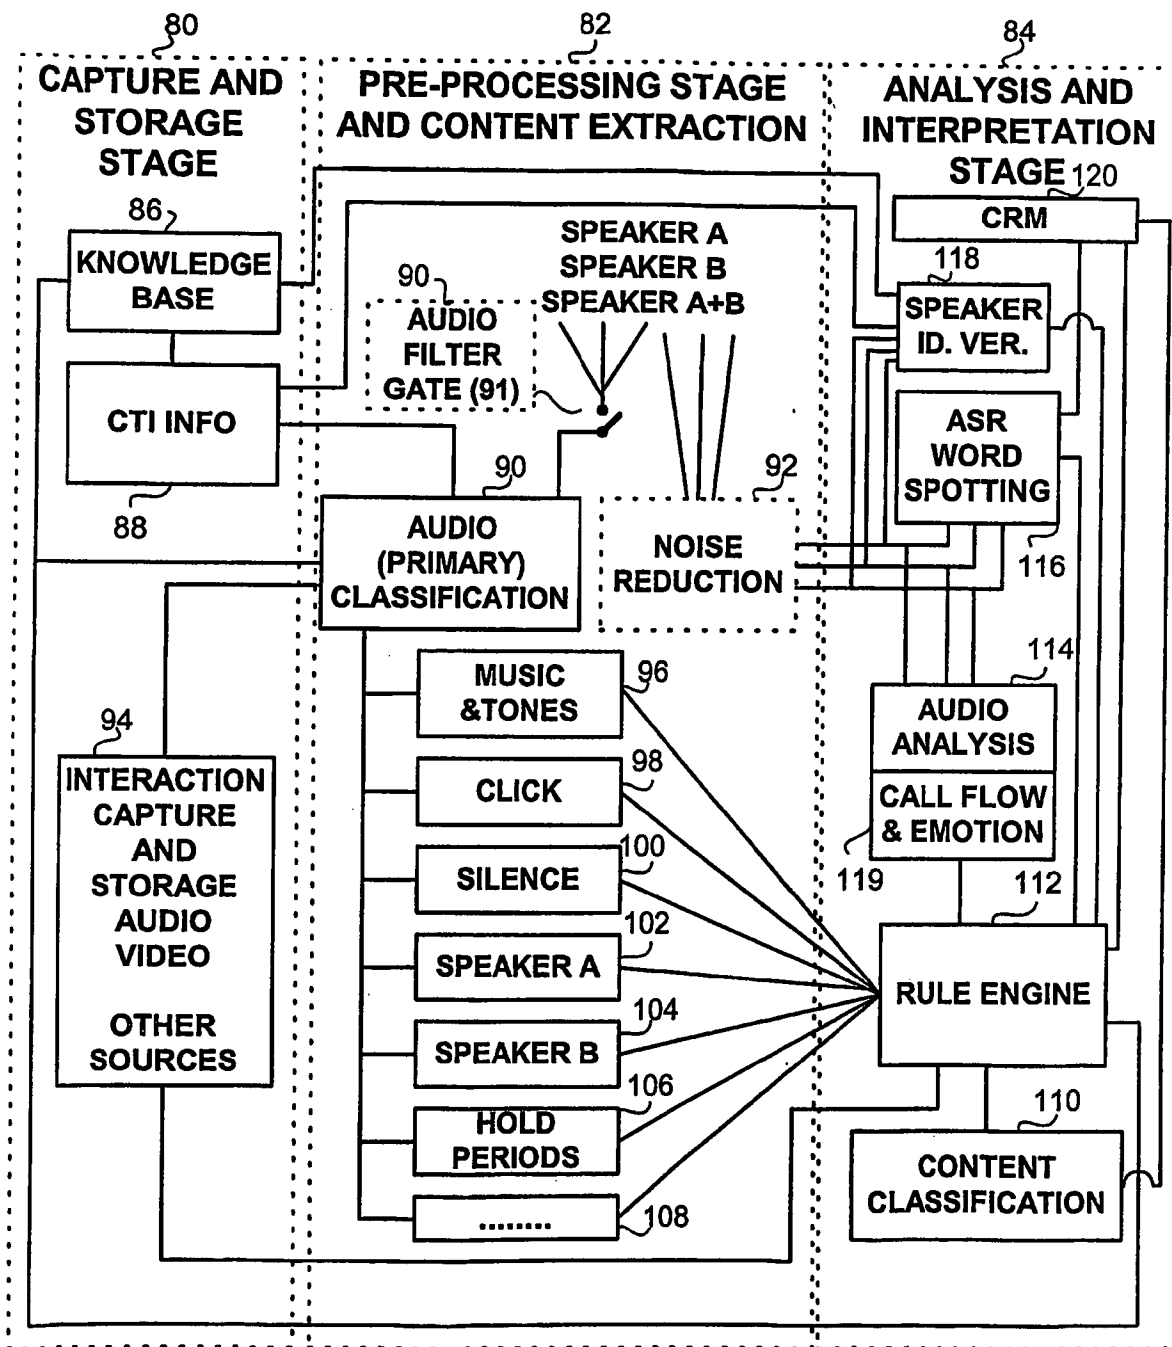 80
82
84
CAPTURE AND
STORAGE
STAGE
PRE-PROCESSING STAGE
AND CONTENT EXTRACTION
ANALYSIS AND
INTERPRETATION
STAGE
120
CRM
86
KNOWLEDGE
BASE
88
CTI INFO
90
AUDIO
FILTER
GATE (91)
SPEAKER A
SPEAKER B
SPEAKER A+B
118
SPEAKER
ID. VER.
ASR
WORD
SPOTTING
116
90
AUDIO
(PRIMARY)
CLASSIFICATION
92
NOISE
REDUCTION
94
INTERACTION
CAPTURE
AND
STORAGE
AUDIO
VIDEO
OTHER
SOURCES
MUSIC
&TONES
96
CLICK
98
SILENCE
100
SPEAKER A
102
SPEAKER B
104
HOLD
PERIODS
106
........
108
114
AUDIO
ANALYSIS
CALL FLOW
& EMOTION
119
112
RULE ENGINE
110
CONTENT
CLASSIFICATION